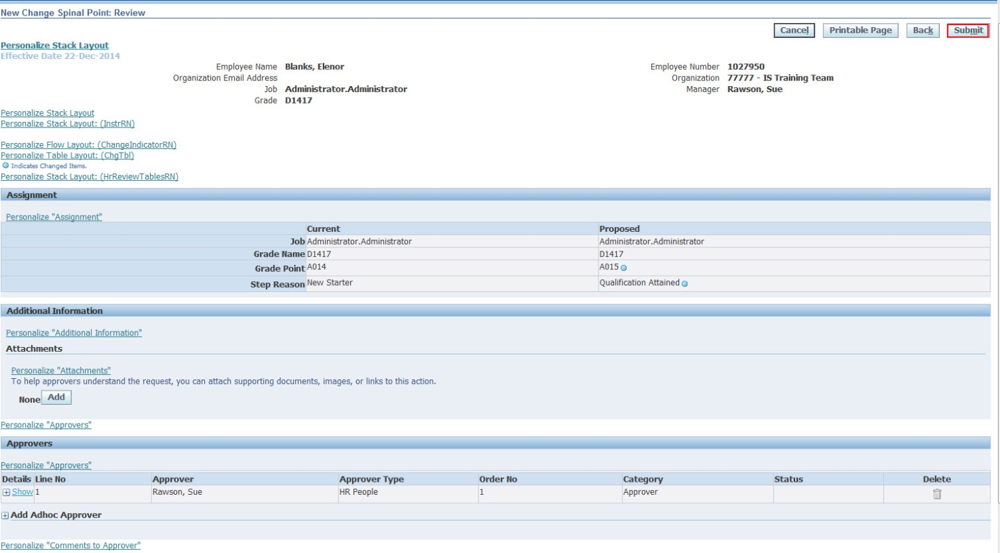 New Change Spinal Point: Review
Cancel Printable Page Back Submit
Personalize Stack Layout
Effective Date 22-Dec-2014
Employee Name Blanks, Elenor Employee Number 1027950
Organization Email Address Organization 77777 - IS Training Team
Job Administrator.Administrator Manager Rawson, Sue
Grade D1417
Personalize Stack Layout
Personalize Stack Layout: (InstrRN)
Personalize Flow Layout: (ChangeIndicatorRN)
Personalize Table Layout: (ChgTbl)
Indicates Changed Items.
Personalize Stack Layout: (HrReviewTablesRN)
Assignment
Personalize "Assignment"
Current Proposed
Job Administrator.Administrator Administrator.Administrator
Grade Name D1417 D1417
Grade Point A014 A015
Step Reason New Starter Qualification Attained
Additional Information
Personalize "Additional Information"
Attachments
Personalize "Attachments"
To help approvers understand the request, you can attach supporting documents, images, or links to this action.
None Add
Personalize "Approvers"
Approvers
Personalize "Approvers"
Details Line No Approver Approver Type Order No Category Status Delete
Show 1 Rawson, Sue HR People 1 Approver
Add Adhoc Approver
Personalize "Comments to Approver"